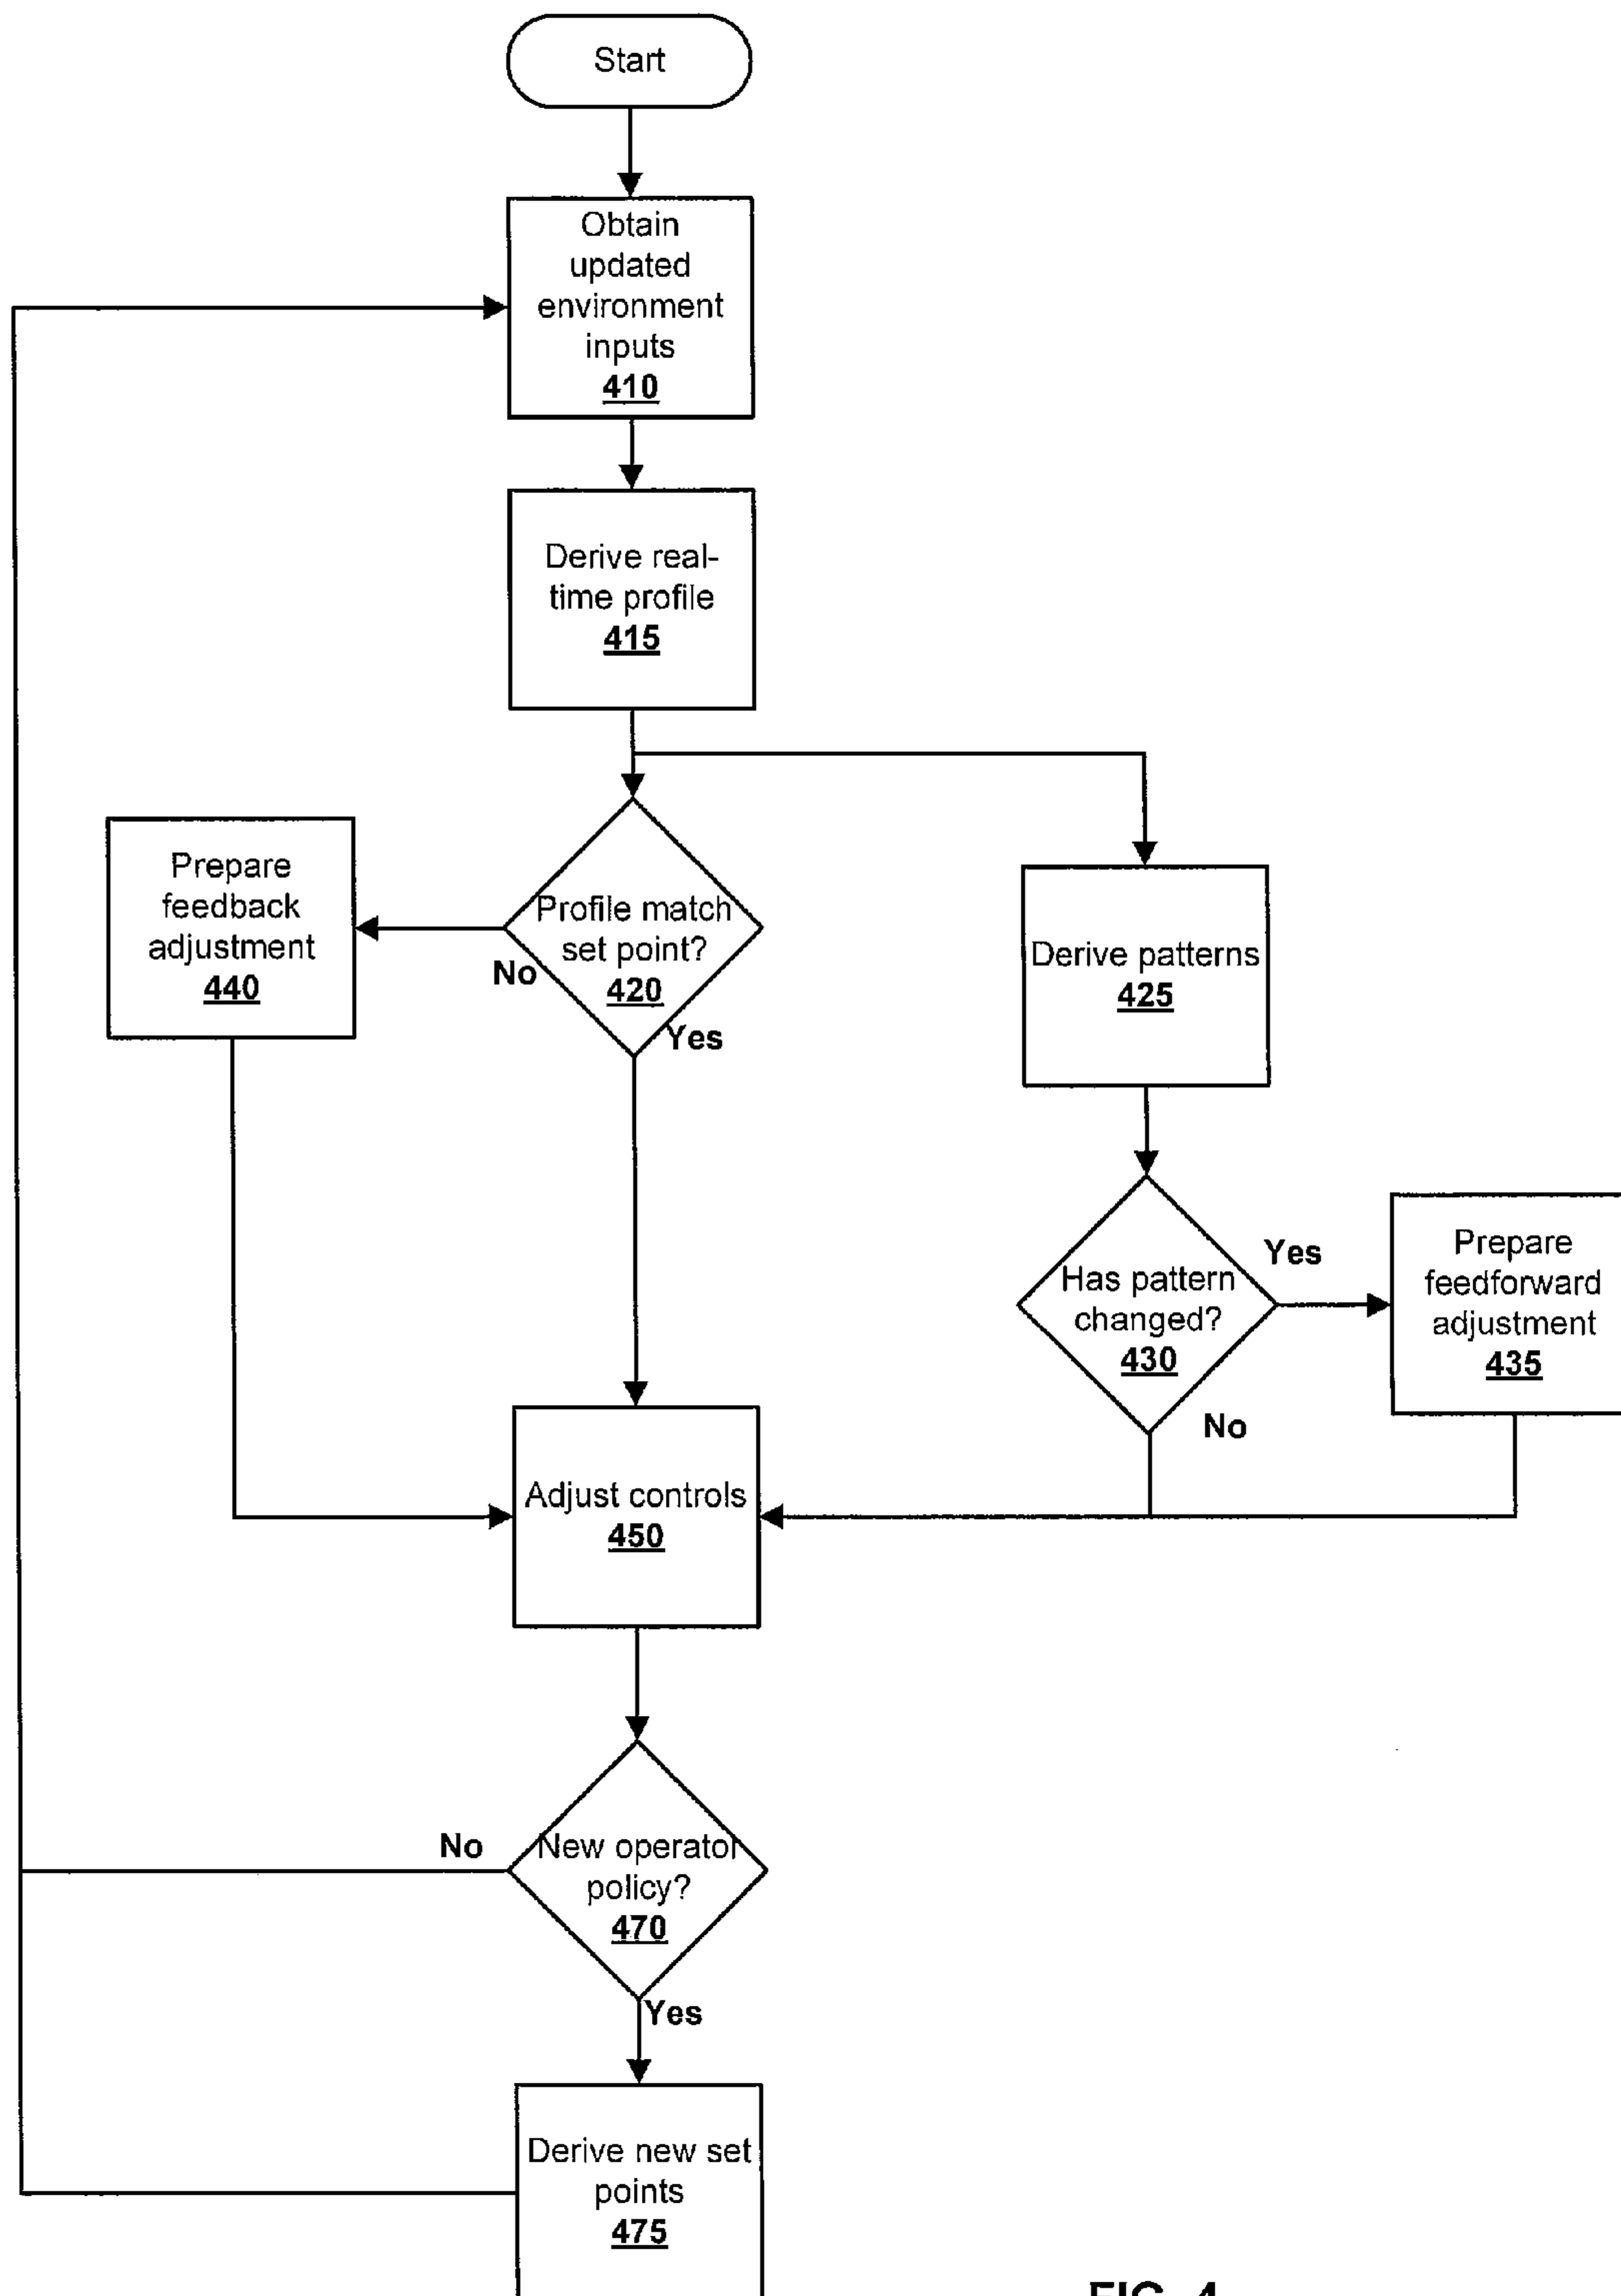 Start
Obtain
updated
environment
inputs
410
Derive real-
time profile
415
Prepare
feedback
adjustment
440
Profile match
set point?
420
No
Yes
Derive patterns
425
Has pattern
changed?
430
Yes
No
Prepare
feedforward
adjustment
435
Adjust controls
450
New operator
policy?
470
No
Yes
Derive new set
points
475
FIG. 4